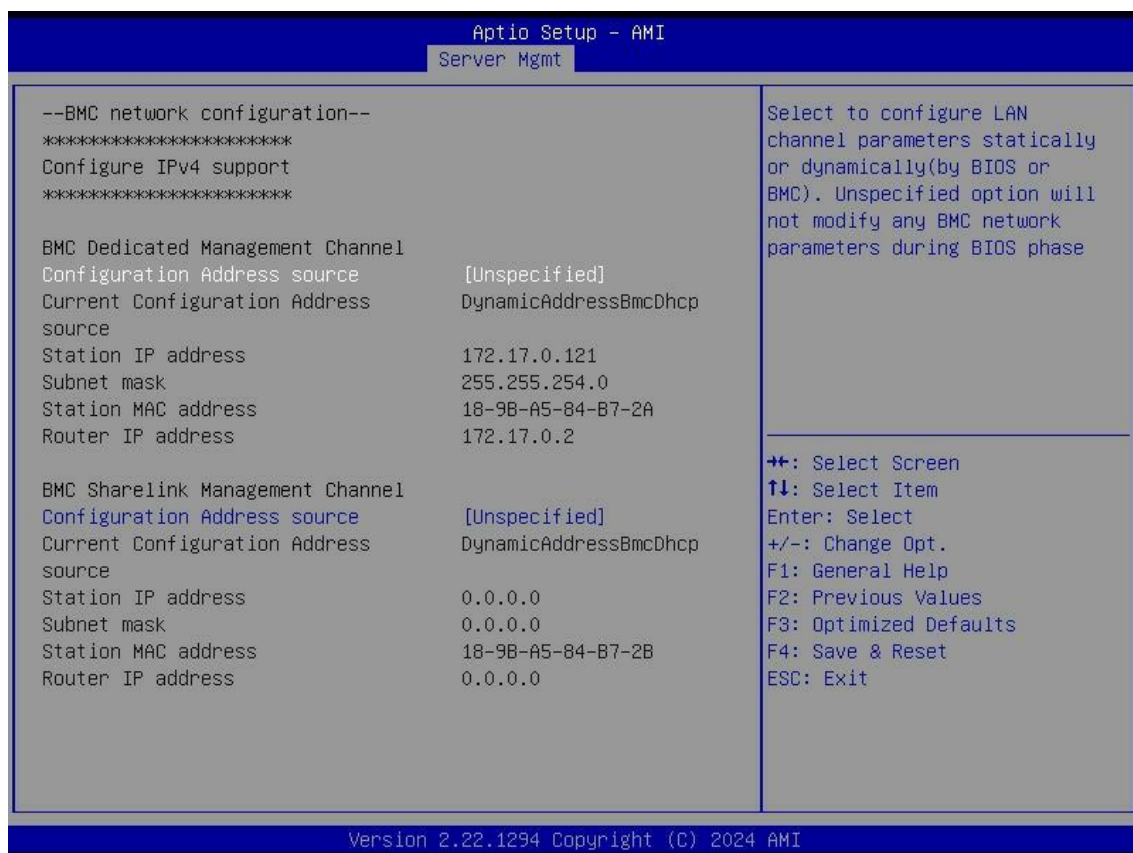 Aptio Setup - AMI
Server Mgmt
--BMC network configuration--
**********************
Configure IPv4 support
**********************
BMC Dedicated Management Channel
Configuration Address source [Unspecified]
Current Configuration Address DynamicAddressBmcDhcp
source
Station IP address 172.17.0.121
Subnet mask 255.255.254.0
Station MAC address 18-9B-A5-84-B7-2A
Router IP address 172.17.0.2
BMC Sharelink Management Channel
Configuration Address source [Unspecified]
Current Configuration Address DynamicAddressBmcDhcp
source
Station IP address 0.0.0.0
Subnet mask 0.0.0.0
Station MAC address 18-9B-A5-84-B7-2B
Router IP address 0.0.0.0
Select to configure LAN
channel parameters statically
or dynamically(by BIOS or
BMC). Unspecified option will
not modify any BMC network
parameters during BIOS phase
→←: Select Screen
↑↓: Select Item
Enter: Select
+/-: Change Opt.
F1: General Help
F2: Previous Values
F3: Optimized Defaults
F4: Save & Reset
ESC: Exit
Version 2.22.1294 Copyright (C) 2024 AMI